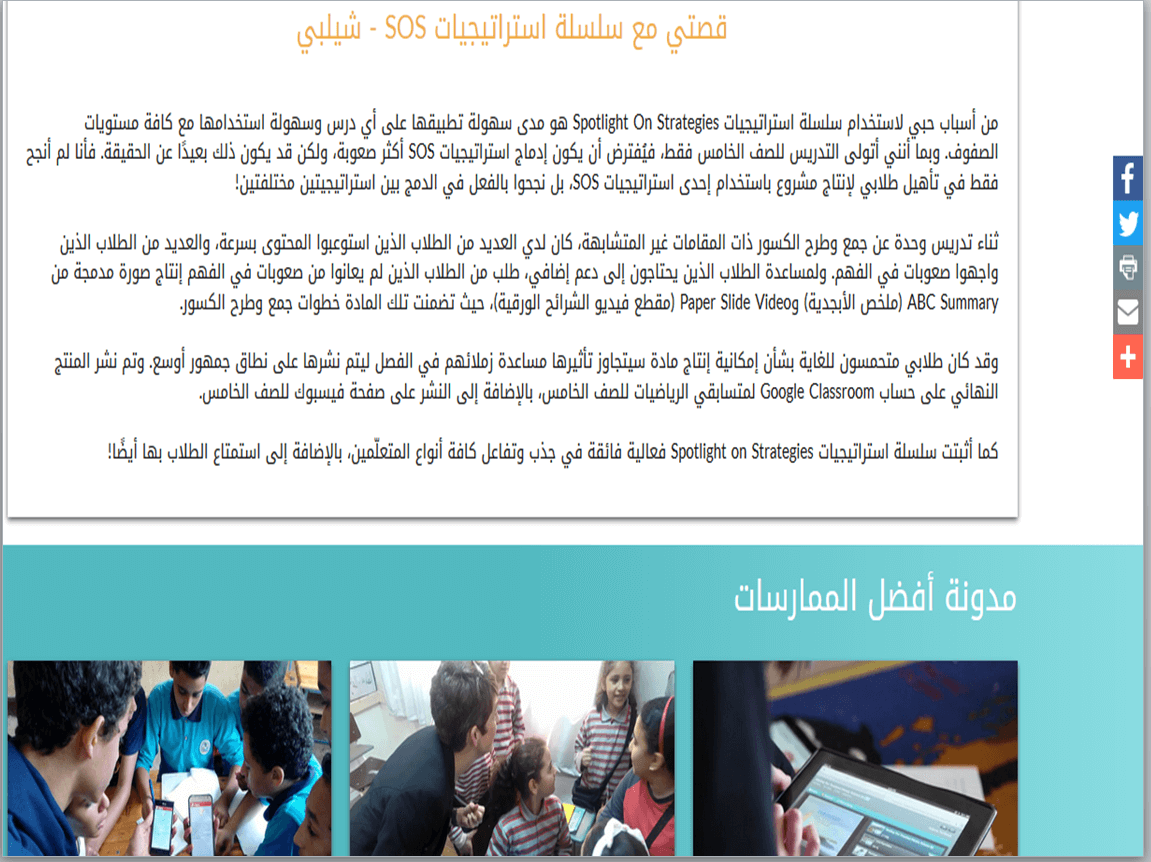 قصتي مع سلسلة استراتيجيات SOS - شيلبي
من أسباب حبي لاستخدام سلسلة استراتيجيات Spotlight On Strategies هو مدى سهولة تطبيقها على أي درس وسهولة استخدامها مع كافة مستويات
الصفوف. وبما أنني أتولى التدريس للصف الخامس فقط، فيُفترض أن يكون إدماج استراتيجيات SOS أكثر صعوبة، ولكن قد يكون ذلك بعيدًا عن الحقيقة. فأنا لم أنجح
فقط في تأهيل طلابي لإنتاج مشروع باستخدام إحدى استراتيجيات SOS، بل نجحوا بالفعل في الدمج بين استراتيجيتين مختلفتين!
ثناء تدريس وحدة عن جمع وطرح الكسور ذات المقامات غير المتشابهة، كان لدي العديد من الطلاب الذين استوعبوا المحتوى بسرعة، والعديد من الطلاب الذين
واجهوا صعوبات في الفهم. ولمساعدة الطلاب الذين يحتاجون إلى دعم إضافي، طلب من الطلاب الذين لم يعانوا من صعوبات في الفهم إنتاج صورة مدمجة من
ABC Summary (ملخص الأبجدية) وPaper Slide Video (مقطع فيديو الشرائح الورقية)، حيث تضمنت تلك المادة خطوات جمع وطرح الكسور.
وقد كان طلابي متحمسون للغاية بشأن إمكانية إنتاج مادة سيتجاوز تأثيرها مساعدة زملائهم في الفصل ليتم نشرها على نطاق جمهور أوسع. وتم نشر المنتج
النهائي على حساب Google Classroom لمتسابقي الرياضيات للصف الخامس، بالإضافة إلى النشر على صفحة فيسبوك للصف الخامس.
كما أثبتت سلسلة استراتيجيات Spotlight on Strategies فعالية فائقة في جذب وتفاعل كافة أنواع المتعلّمين، بالإضافة إلى استمتاع الطلاب بها أيضًا!
مدونة أفضل الممارسات